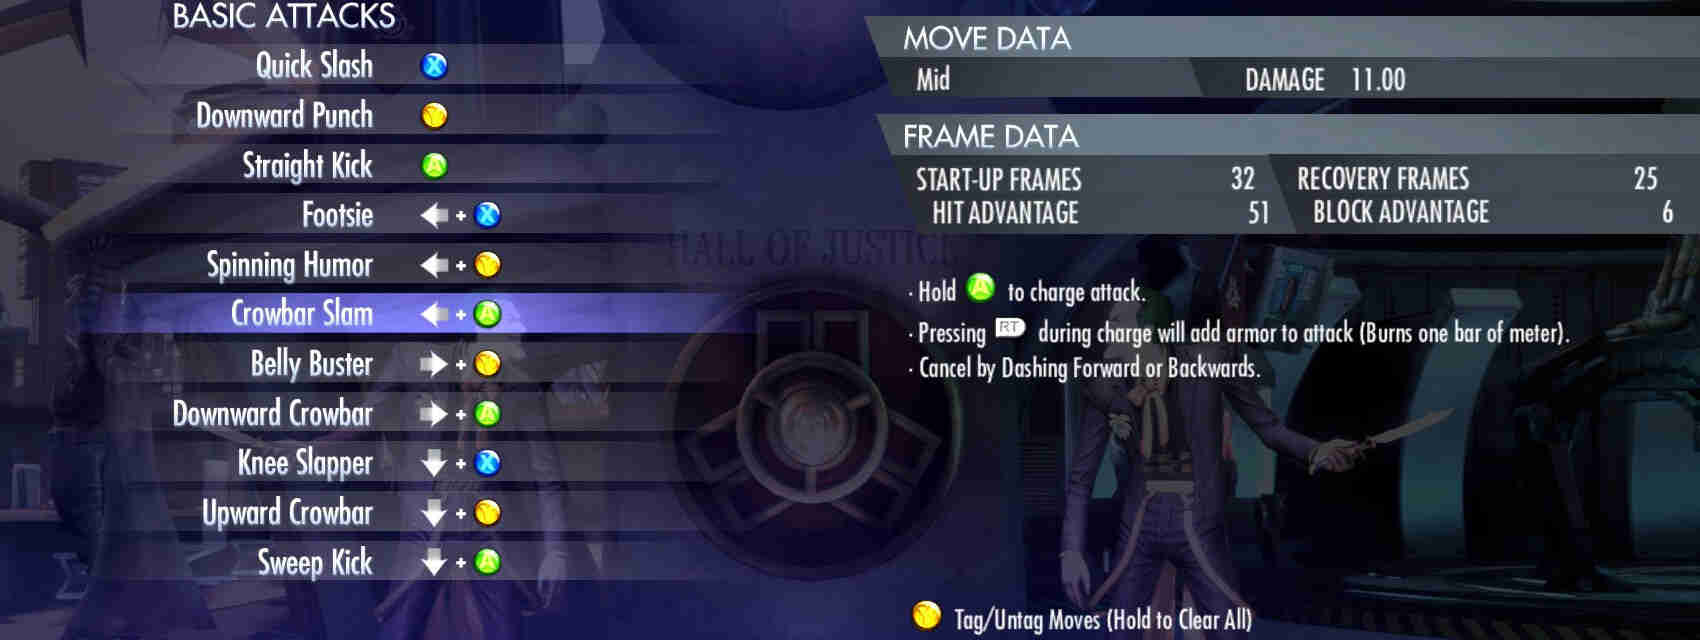 BASIC ATTACKS
Quick Slash X
Downward Punch Y
Straight Kick A
Footsie + X
Spinning Humor + Y
Crowbar Slam + A
Belly Buster + Y
Downward Crowbar + A
Knee Slapper + X
Upward Crowbar + Y
Sweep Kick + A
HALL OF JUSTICE
MOVE DATA
Mid DAMAGE 11.00
FRAME DATA
START-UP FRAMES 32 RECOVERY FRAMES 25
HIT ADVANTAGE 51 BLOCK ADVANTAGE 6
· Hold A to charge attack.
· Pressing RT during charge will add armor to attack (Burns one bar of meter).
· Cancel by Dashing Forward or Backwards.
Y Tag/Untag Moves (Hold to Clear All)